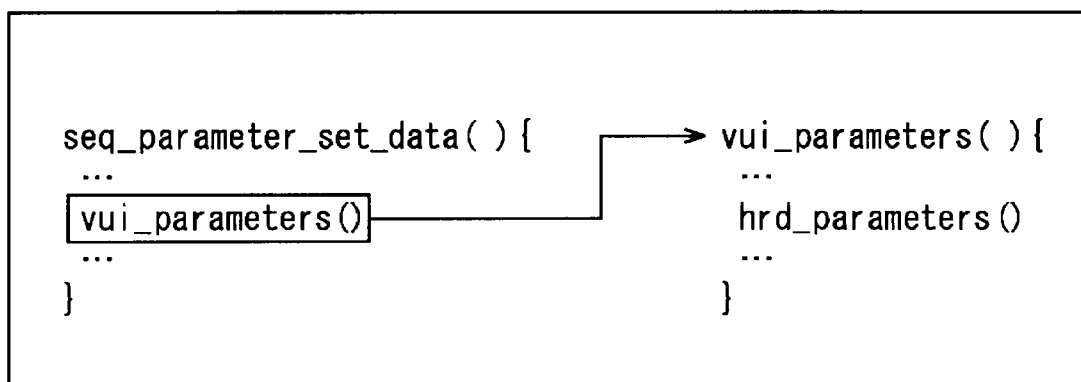 seq_parameter_set_data( ) {
...
vui_parameters()
...
}
vui_parameters( ) {
...
hrd_parameters()
...
}